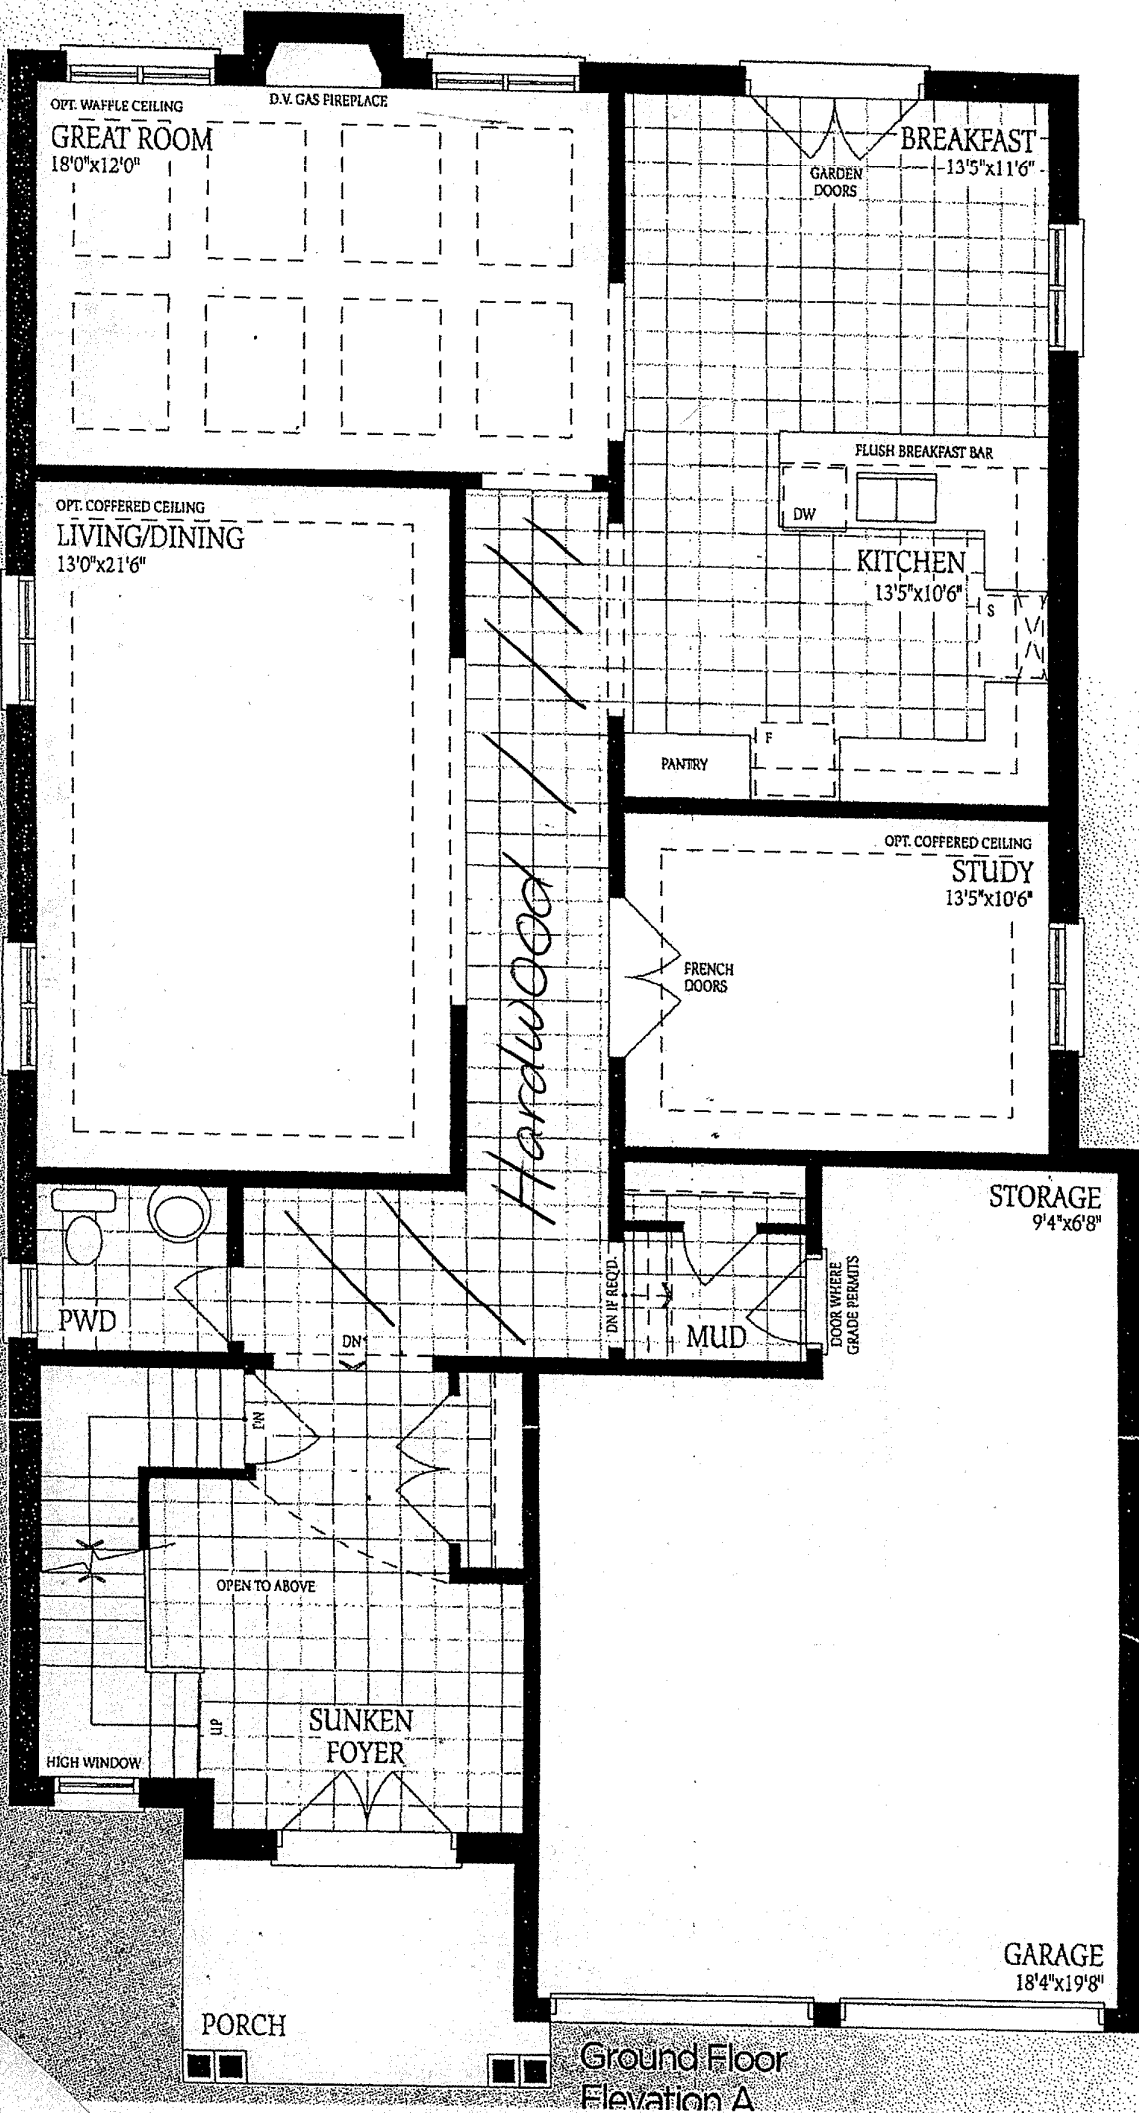 OPT. WAFFLE CEILING
GREAT ROOM
18'0"x12'0"
D.V. GAS FIREPLACE
BREAKFAST
13'5"x11'6"
GARDEN
DOORS
FLUSH BREAKFAST BAR
DW
KITCHEN
13'5"x10'6"
S
F
PANTRY
OPT. COFFERED CEILING
LIVING/DINING
13'0"x21'6"
Hardwood
OPT. COFFERED CEILING
STUDY
13'5"x10'6"
FRENCH
DOORS
STORAGE
9'4"x6'8"
DOOR WHERE
GRADE PERMITS
DN IF REQ'D.
MUD
PWD
DN
DN
OPEN TO ABOVE
UP
SUNKEN
FOYER
HIGH WINDOW
GARAGE
18'4"x19'8"
PORCH
Ground Floor
Elevation A